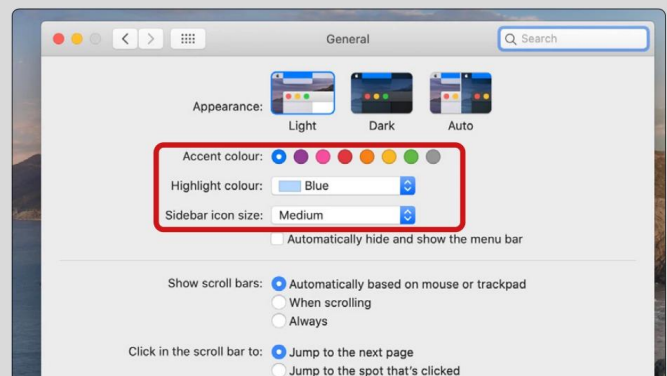 General
Search
Appearance:
Light Dark Auto
Accent colour:
Highlight colour: Blue
Sidebar icon size: Medium
Automatically hide and show the menu bar
Show scroll bars: Automatically based on mouse or trackpad
When scrolling
Always
Click in the scroll bar to: Jump to the next page
Jump to the spot that's clicked